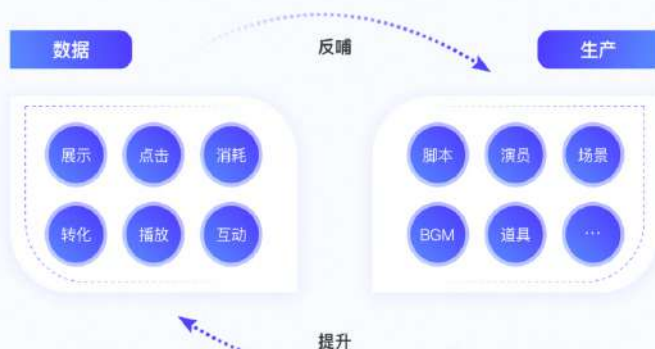 数据
反哺
生产
展示
点击
消耗
脚本
演员
场景
转化
播放
互动
BGM
道具
…
提升